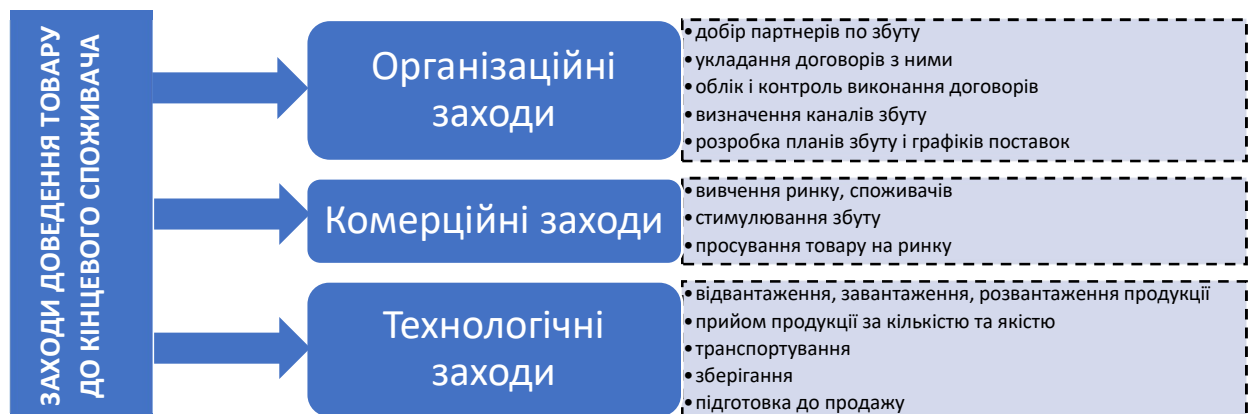 ЗАХОДИ ДОВЕДЕННЯ ТОВАРУ
ДО КІНЦЕВОГО СПОЖИВАЧА
Організаційні
заходи
•добір партнерів по збуту
•укладання договорів з ними
•облік і контроль виконання договорів
•визначення каналів збуту
•розробка планів збуту і графіків поставок
Комерційні заходи
•вивчення ринку, споживачів
•стимулювання збуту
•просування товару на ринку
Технологічні
заходи
•відвантаження, завантаження, розвантаження продукції
•прийом продукції за кількістю та якістю
•транспортування
•зберігання
•підготовка до продажу